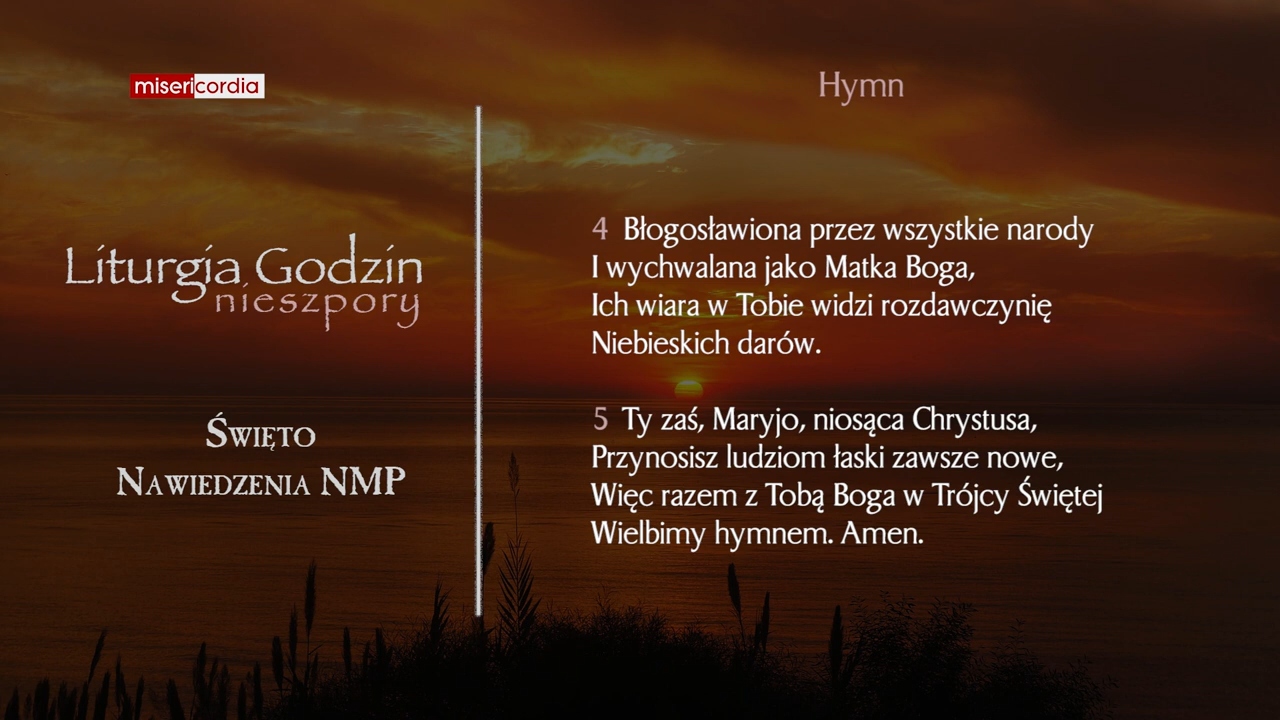 misericordia
Liturgia Godzin
nieszpory
Święto
Nawiedzenia NMP
Hymn
4 Błogosławiona przez wszystkie narody
I wychwalana jako Matka Boga,
Ich wiara w Tobie widzi rozdawczynię
Niebieskich darów.
5 Ty zaś, Maryjo, niosąca Chrystusa,
Przynosisz ludziom łaski zawsze nowe,
Więc razem z Tobą Boga w Trójcy Świętej
Wielbimy hymnem. Amen.